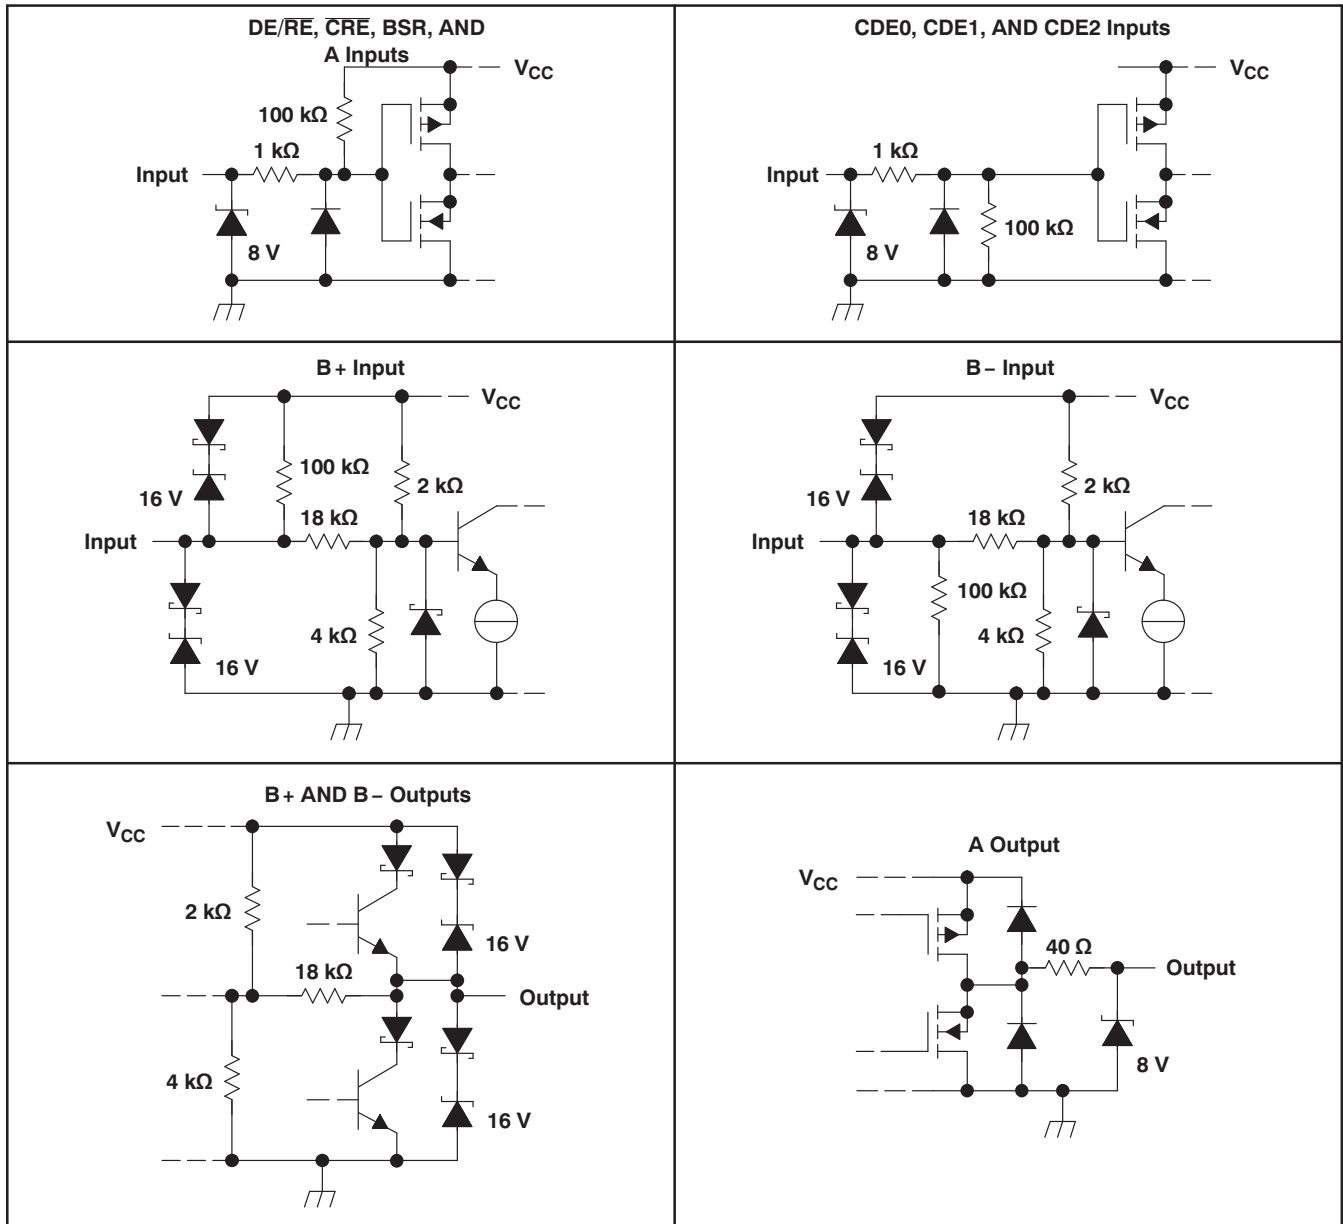 DE/R̅E̅, C̅R̅E̅, BSR, AND
A Inputs
VCC
100 kΩ
1 kΩ
Input
8 V
CDE0, CDE1, AND CDE2 Inputs
VCC
1 kΩ
Input
100 kΩ
8 V
B+ Input
VCC
100 kΩ
2 kΩ
16 V
18 kΩ
Input
4 kΩ
16 V
B− Input
VCC
2 kΩ
16 V
18 kΩ
Input
100 kΩ
4 kΩ
16 V
B+ AND B− Outputs
VCC
2 kΩ
16 V
18 kΩ
Output
4 kΩ
16 V
A Output
VCC
40 Ω
Output
8 V